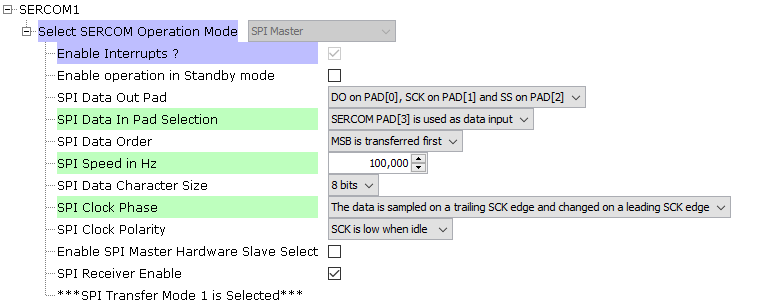 SERCOM1
Select SERCOM Operation Mode SPI Master
Enable Interrupts ?
Enable operation in Standby mode
SPI Data Out Pad DO on PAD[0], SCK on PAD[1] and SS on PAD[2]
SPI Data In Pad Selection SERCOM PAD[3] is used as data input
SPI Data Order MSB is transferred first
SPI Speed in Hz 100,000
SPI Data Character Size 8 bits
SPI Clock Phase The data is sampled on a trailing SCK edge and changed on a leading SCK edge
SPI Clock Polarity SCK is low when idle
Enable SPI Master Hardware Slave Select
SPI Receiver Enable
***SPI Transfer Mode 1 is Selected***